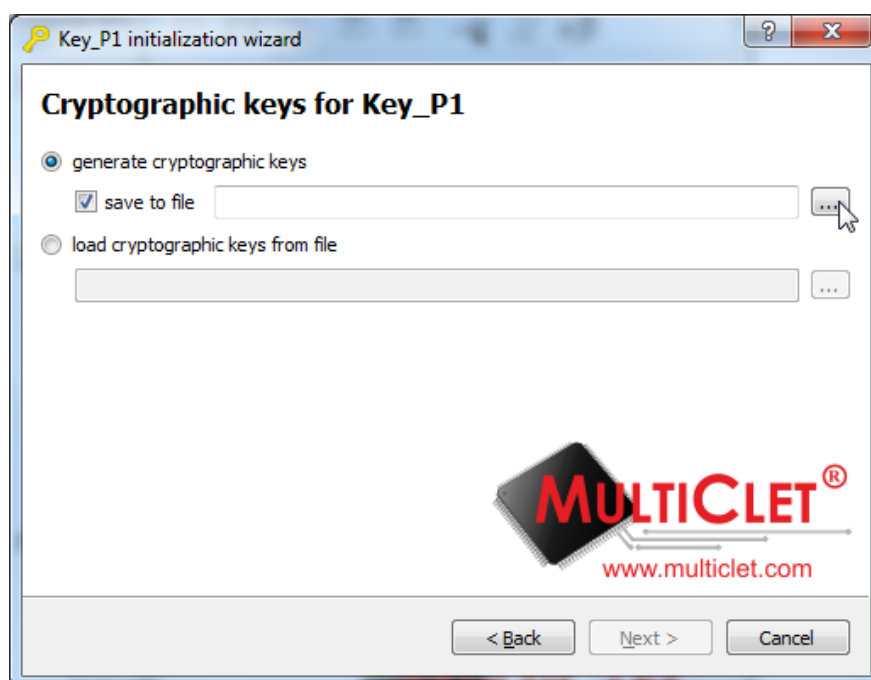 Key_P1 initialization wizard
?
Cryptographic keys for Key_P1
generate cryptographic keys
save to file
...
load cryptographic keys from file
...
MULTICLET®
www.multiclet.com
< Back
Next >
Cancel